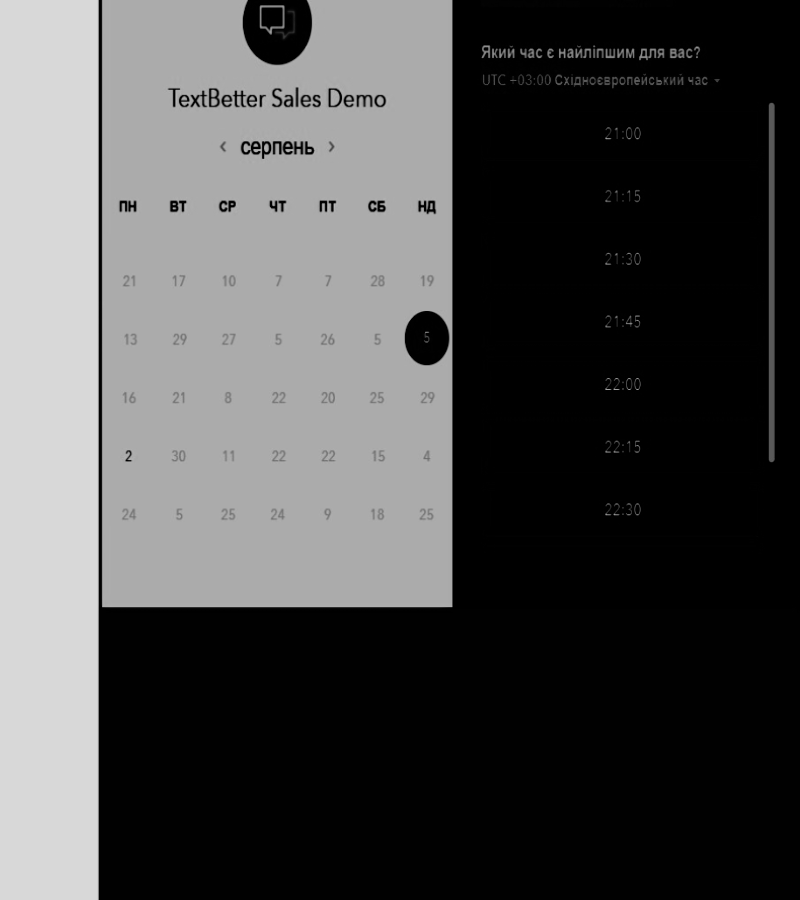 TextBetter Sales Demo
‹ серпень ›
ПН ВТ СР ЧТ ПТ СБ НД
21 17 10 7 7 28 19
13 29 27 5 26 5 5
16 21 8 22 20 25 29
2 30 11 22 22 15 4
24 5 25 24 9 18 25
Який час є найліпшим для вас?
UTC +03:00 Східноєвропейський час
21:00
21:15
21:30
21:45
22:00
22:15
22:30